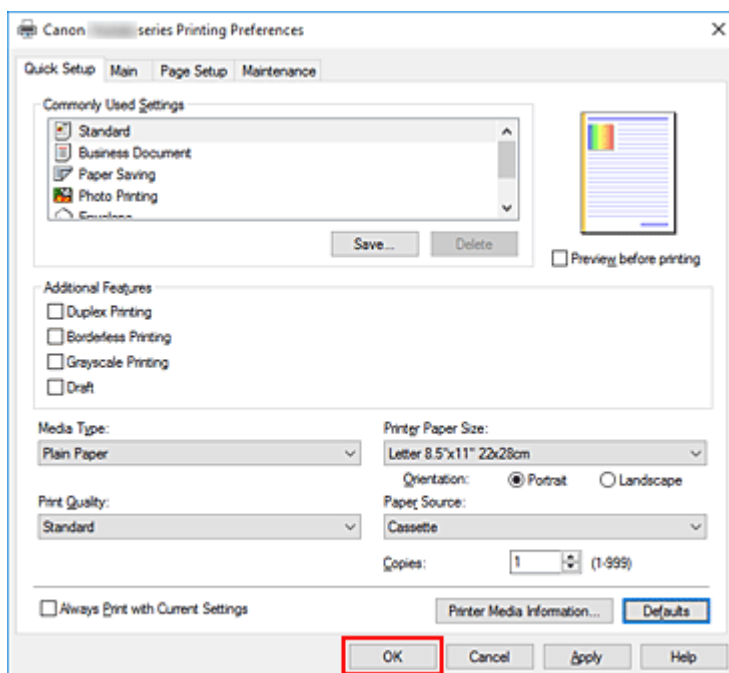 Canon series Printing Preferences
Quick Setup Main Page Setup Maintenance
Commonly Used Settings
Standard
Business Document
Paper Saving
Photo Printing
Envelope
Save... Delete
Preview before printing
Additional Features
Duplex Printing
Borderless Printing
Grayscale Printing
Draft
Media Type: Printer Paper Size:
Plain Paper Letter 8.5"x11" 22x28cm
Orientation: Portrait Landscape
Print Quality: Paper Source:
Standard Cassette
Copies: 1 (1-999)
Always Print with Current Settings Printer Media Information... Defaults
OK Cancel Apply Help